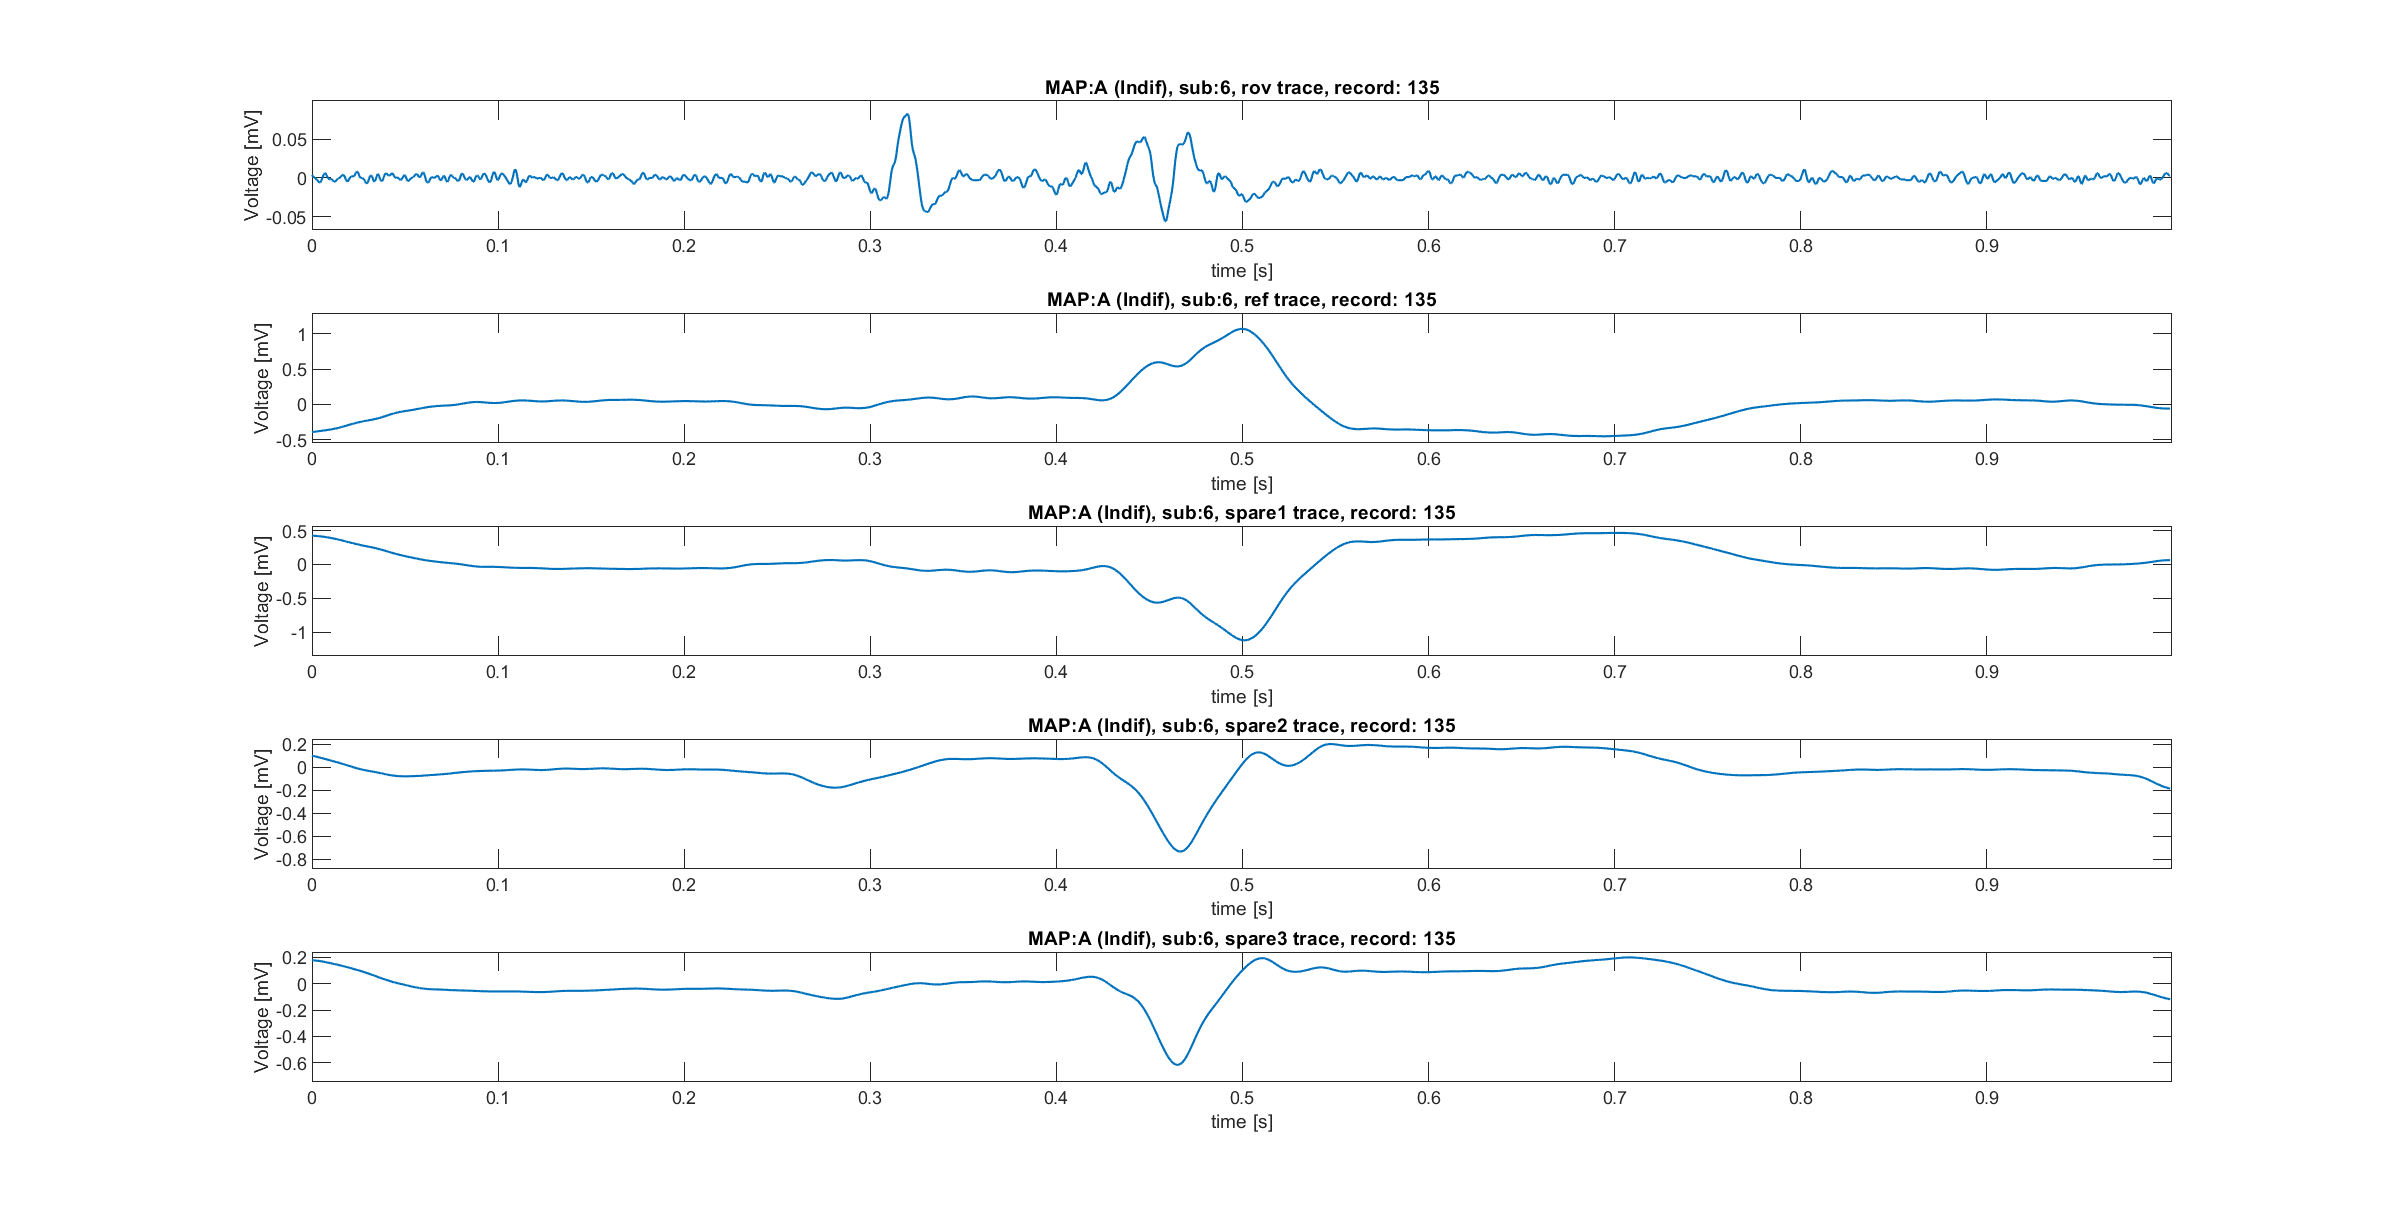 MAP:A (Indif), sub:6, rov trace, record: 135
Voltage [mV]
0.05
0
-0.05
0 0.1 0.2 0.3 0.4 0.5 0.6 0.7 0.8 0.9
time [s]
MAP:A (Indif), sub:6, ref trace, record: 135
Voltage [mV]
1
0.5
0
-0.5
0 0.1 0.2 0.3 0.4 0.5 0.6 0.7 0.8 0.9
time [s]
MAP:A (Indif), sub:6, spare1 trace, record: 135
Voltage [mV]
0.5
0
-0.5
-1
0 0.1 0.2 0.3 0.4 0.5 0.6 0.7 0.8 0.9
time [s]
MAP:A (Indif), sub:6, spare2 trace, record: 135
Voltage [mV]
0.2
0
-0.2
-0.4
-0.6
-0.8
0 0.1 0.2 0.3 0.4 0.5 0.6 0.7 0.8 0.9
time [s]
MAP:A (Indif), sub:6, spare3 trace, record: 135
Voltage [mV]
0.2
0
-0.2
-0.4
-0.6
0 0.1 0.2 0.3 0.4 0.5 0.6 0.7 0.8 0.9
time [s]